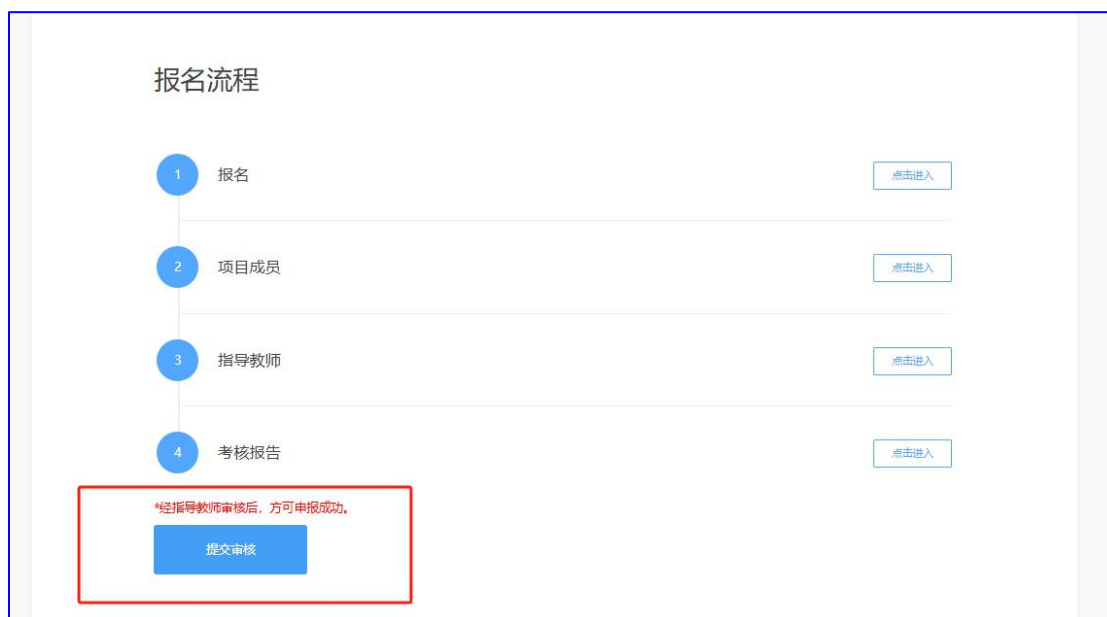 报名流程
1 报名 点击进入
2 项目成员 点击进入
3 指导教师 点击进入
4 考核报告 点击进入
*经指导教师审核后，方可申报成功。
提交审核